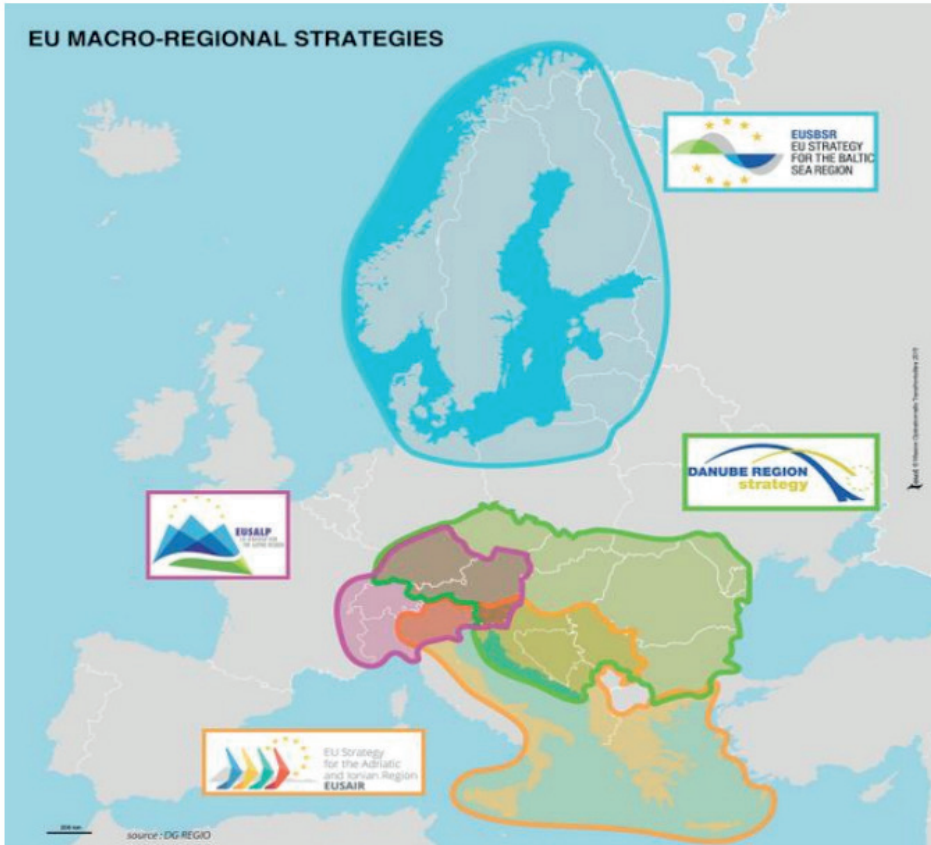 EU MACRO-REGIONAL STRATEGIES
EUSBSR
EU STRATEGY
FOR THE BALTIC
SEA REGION
DANUBE REGION
strategy
EUSALP
EU Strategy
for the Adriatic
and Ionian Region
EUSAIR
source : DG REGIO